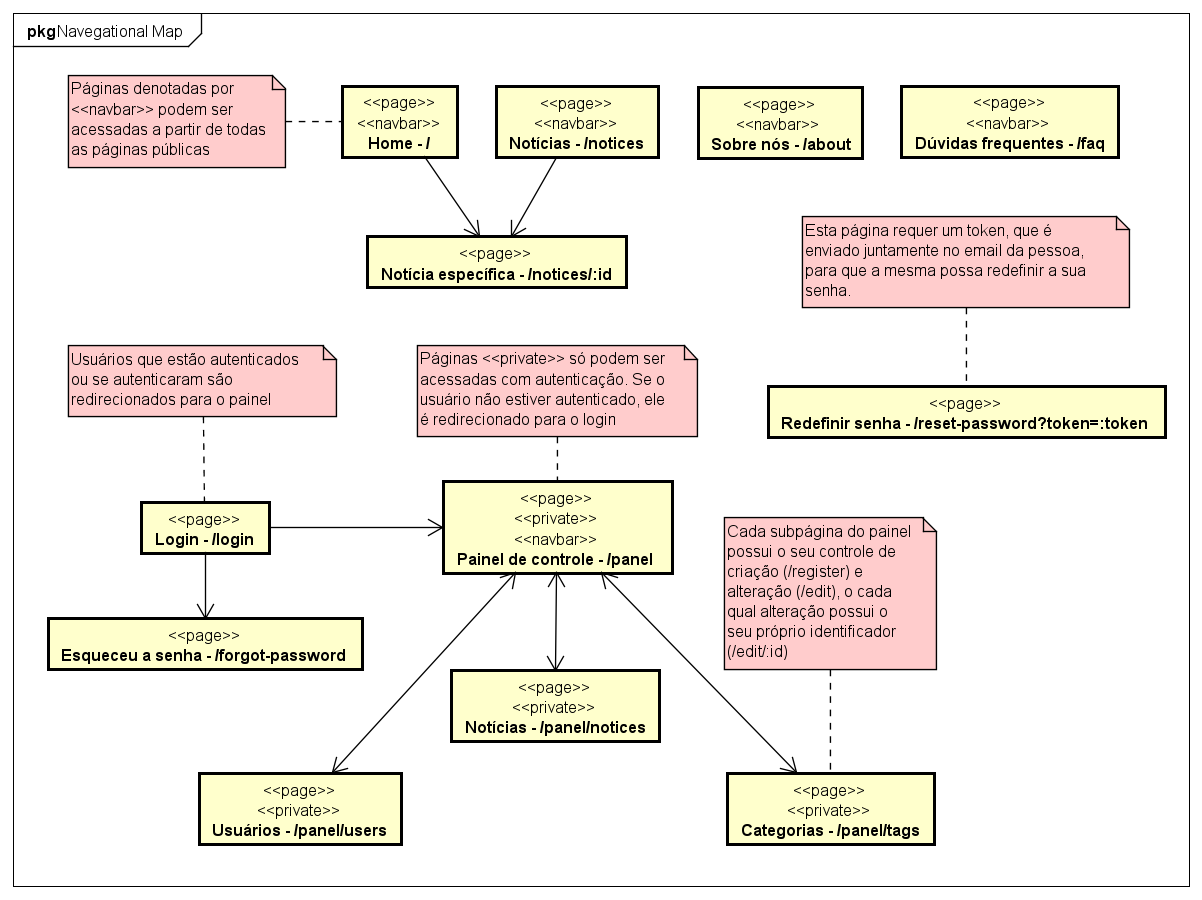 pkg Navegational Map
Páginas denotadas por
<<navbar>> podem ser
acessadas a partir de todas
as páginas públicas
<<page>>
<<navbar>>
Home - /
<<page>>
<<navbar>>
Notícias - /notices
<<page>>
<<navbar>>
Sobre nós - /about
<<page>>
<<navbar>>
Dúvidas frequentes - /faq
<<page>>
Notícia específica - /notices/:id
Esta página requer um token, que é
enviado juntamente no email da pessoa,
para que a mesma possa redefinir a sua
senha.
Usuários que estão autenticados
ou se autenticaram são
redirecionados para o painel
Páginas <<private>> só podem ser
acessadas com autenticação. Se o
usuário não estiver autenticado, ele
é redirecionado para o login
<<page>>
Redefinir senha - /reset-password?token=:token
<<page>>
Login - /login
<<page>>
<<private>>
<<navbar>>
Painel de controle - /panel
Cada subpágina do painel
possui o seu controle de
criação (/register) e
alteração (/edit), o cada
qual alteração possui o
seu próprio identificador
(/edit/:id)
<<page>>
Esqueceu a senha - /forgot-password
<<page>>
<<private>>
Notícias - /panel/notices
<<page>>
<<private>>
Usuários - /panel/users
<<page>>
<<private>>
Categorias - /panel/tags